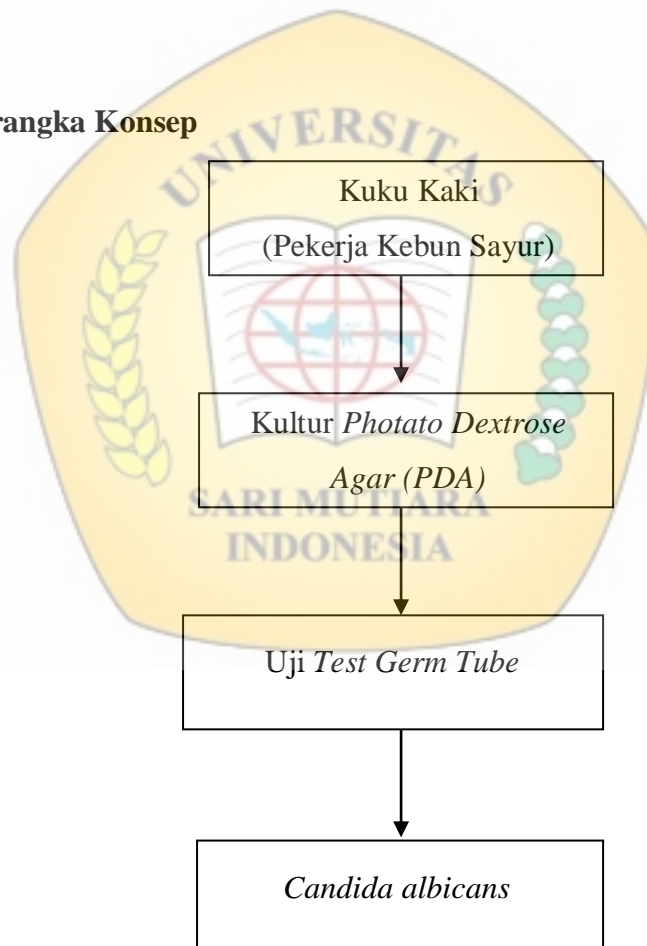 rangka Konsep
UNIVERSITAS
Kuku Kaki
(Pekerja Kebun Sayur)
Kultur Photato Dextrose
Agar (PDA)
SARI MUTIARA
INDONESIA
Uji Test Germ Tube
Candida albicans